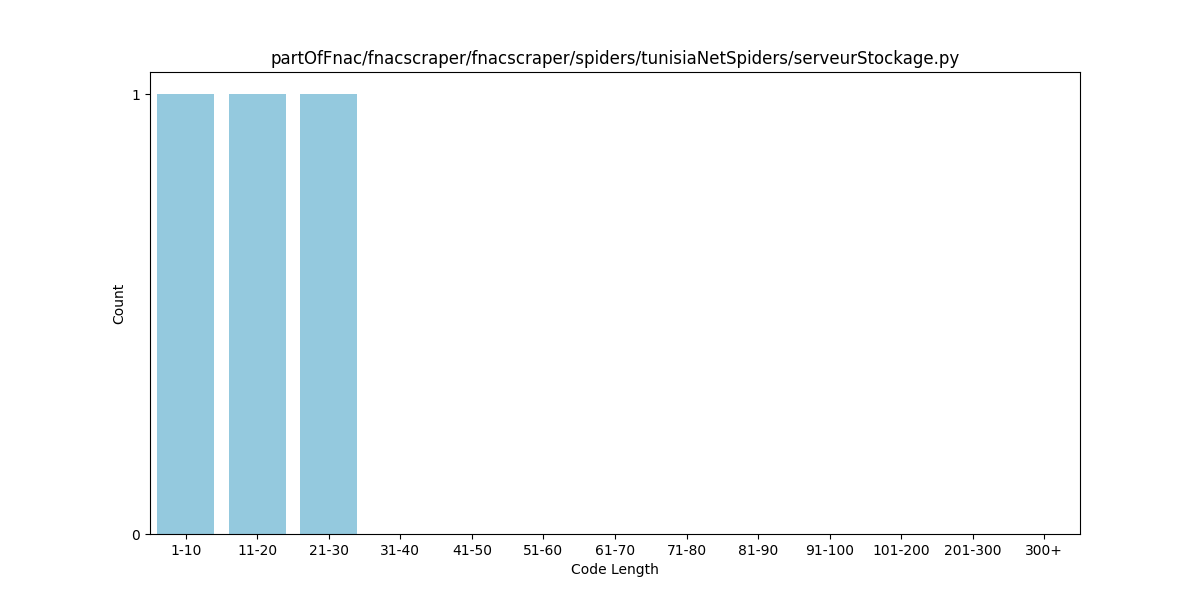 partOfFnac/fnacscraper/fnacscraper/spiders/tunisiaNetSpiders/serveurStockage.py
1
Count
0
1-10 11-20 21-30 31-40 41-50 51-60 61-70 71-80 81-90 91-100 101-200 201-300 300+
Code Length